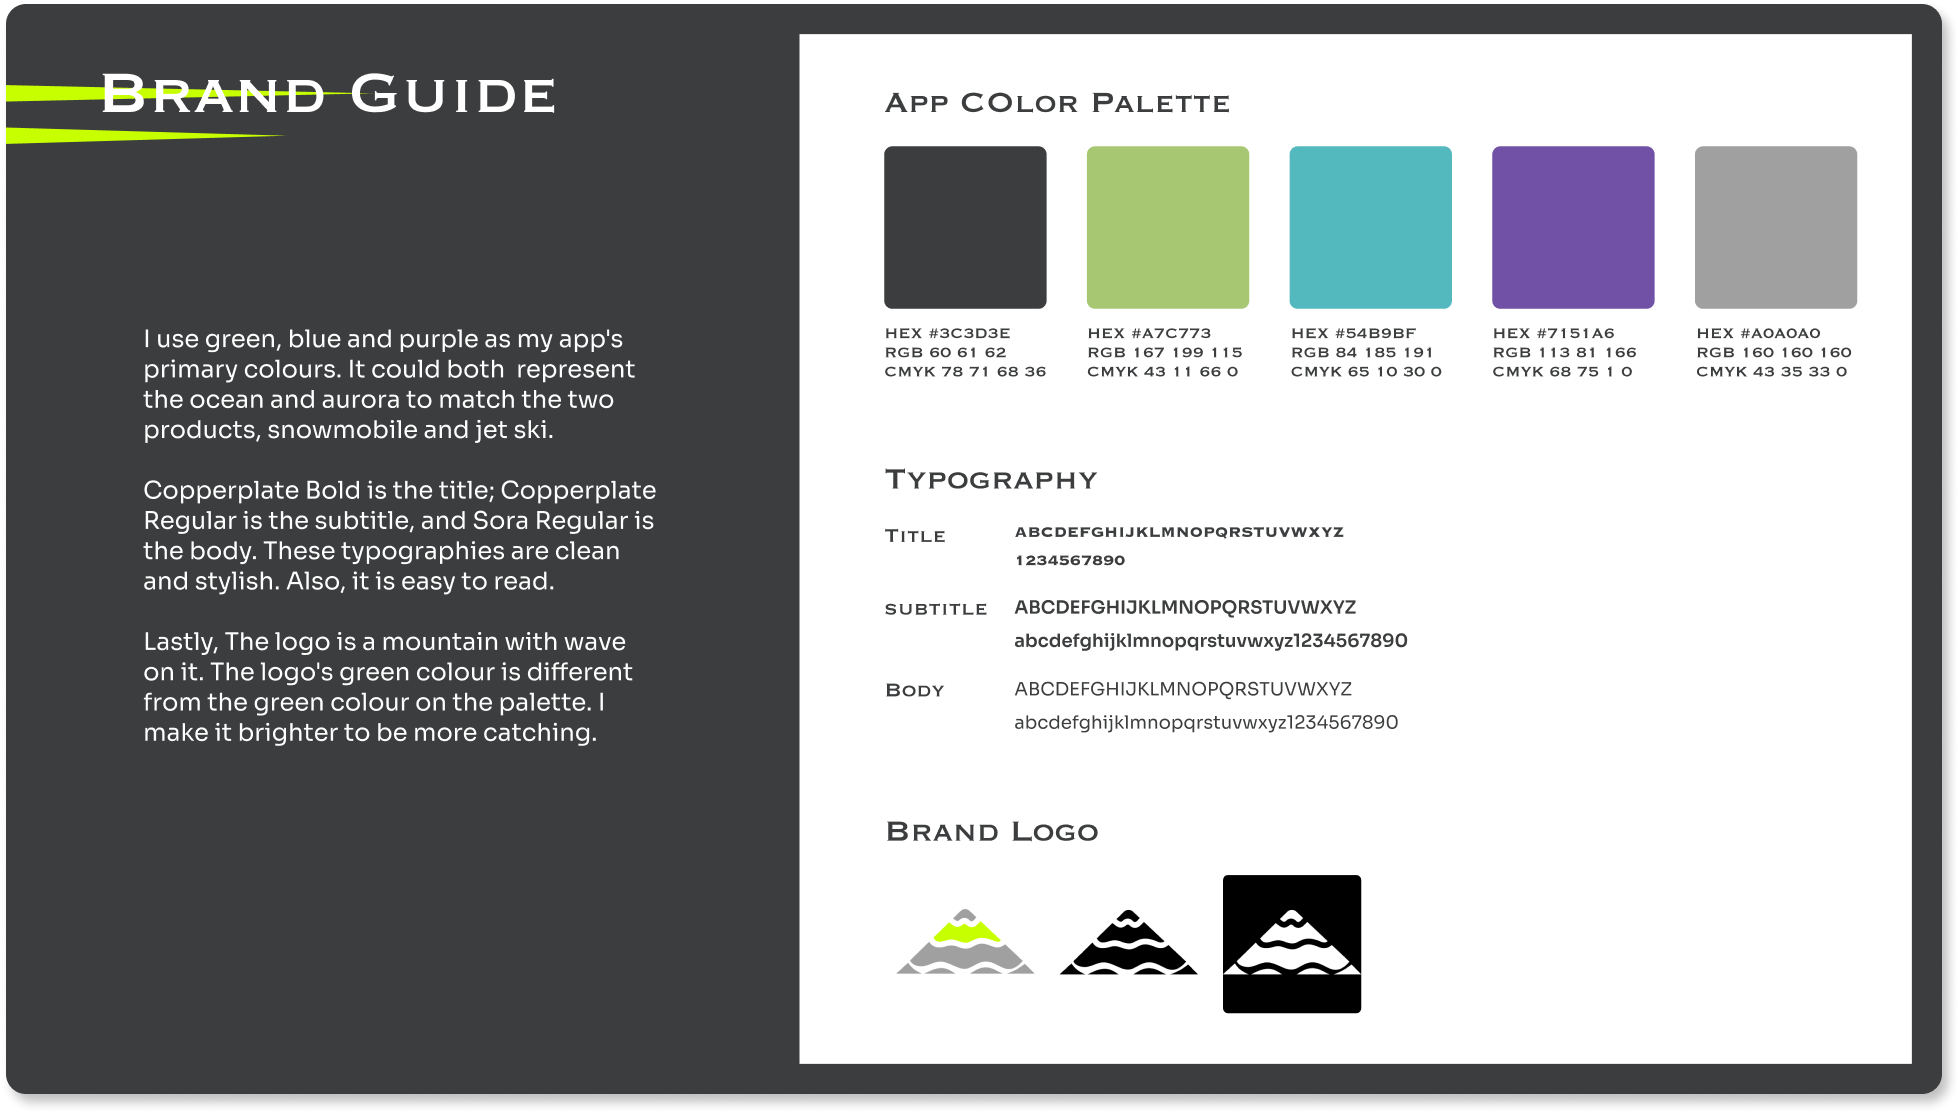 Brand Guide
I use green, blue and purple as my app's
primary colours. It could both  represent
the ocean and aurora to match the two
products, snowmobile and jet ski.
Copperplate Bold is the title; Copperplate
Regular is the subtitle, and Sora Regular is
the body. These typographies are clean
and stylish. Also, it is easy to read.
Lastly, The logo is a mountain with wave
on it. The logo's green colour is different
from the green colour on the palette. I
make it brighter to be more catching.
App COlor Palette
HEX #3C3D3E
RGB 60 61 62
CMYK 78 71 68 36
HEX #A7C773
RGB 167 199 115
CMYK 43 11 66 0
HEX #54B9BF
RGB 84 185 191
CMYK 65 10 30 0
HEX #7151A6
RGB 113 81 166
CMYK 68 75 1 0
HEX #A0A0A0
RGB 160 160 160
CMYK 43 35 33 0
Typography
Title
ABCDEFGHIJKLMNOPQRSTUVWXYZ
1234567890
subtitle
ABCDEFGHIJKLMNOPQRSTUVWXYZ
abcdefghijklmnopqrstuvwxyz1234567890
Body
ABCDEFGHIJKLMNOPQRSTUVWXYZ
abcdefghijklmnopqrstuvwxyz1234567890
Brand Logo